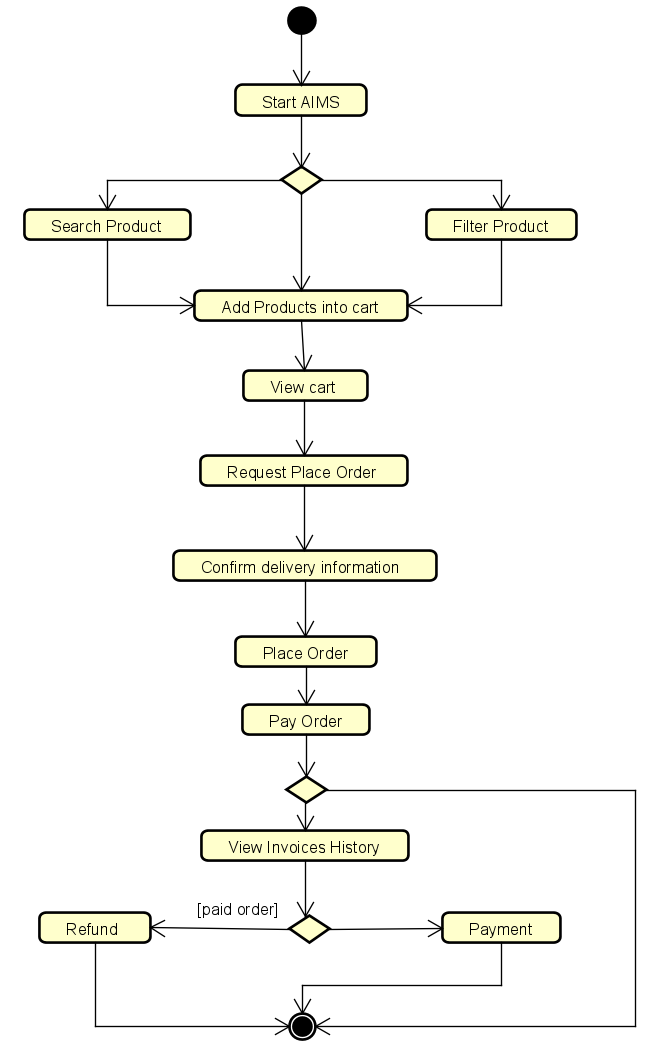 Start AIMS
Search Product
Filter Product
Add Products into cart
View cart
Request Place Order
Confirm delivery information
Place Order
Pay Order
View Invoices History
[paid order]
Refund
Payment